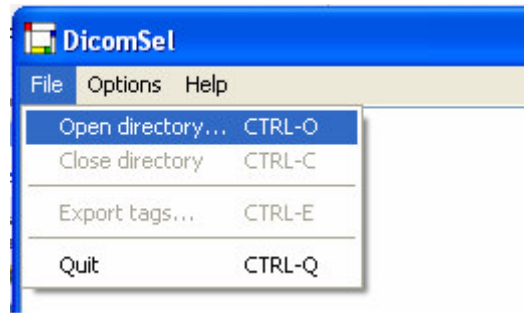 DicomSel
File Options Help
Open directory... CTRL-O
Close directory CTRL-C
Export tags... CTRL-E
Quit CTRL-Q